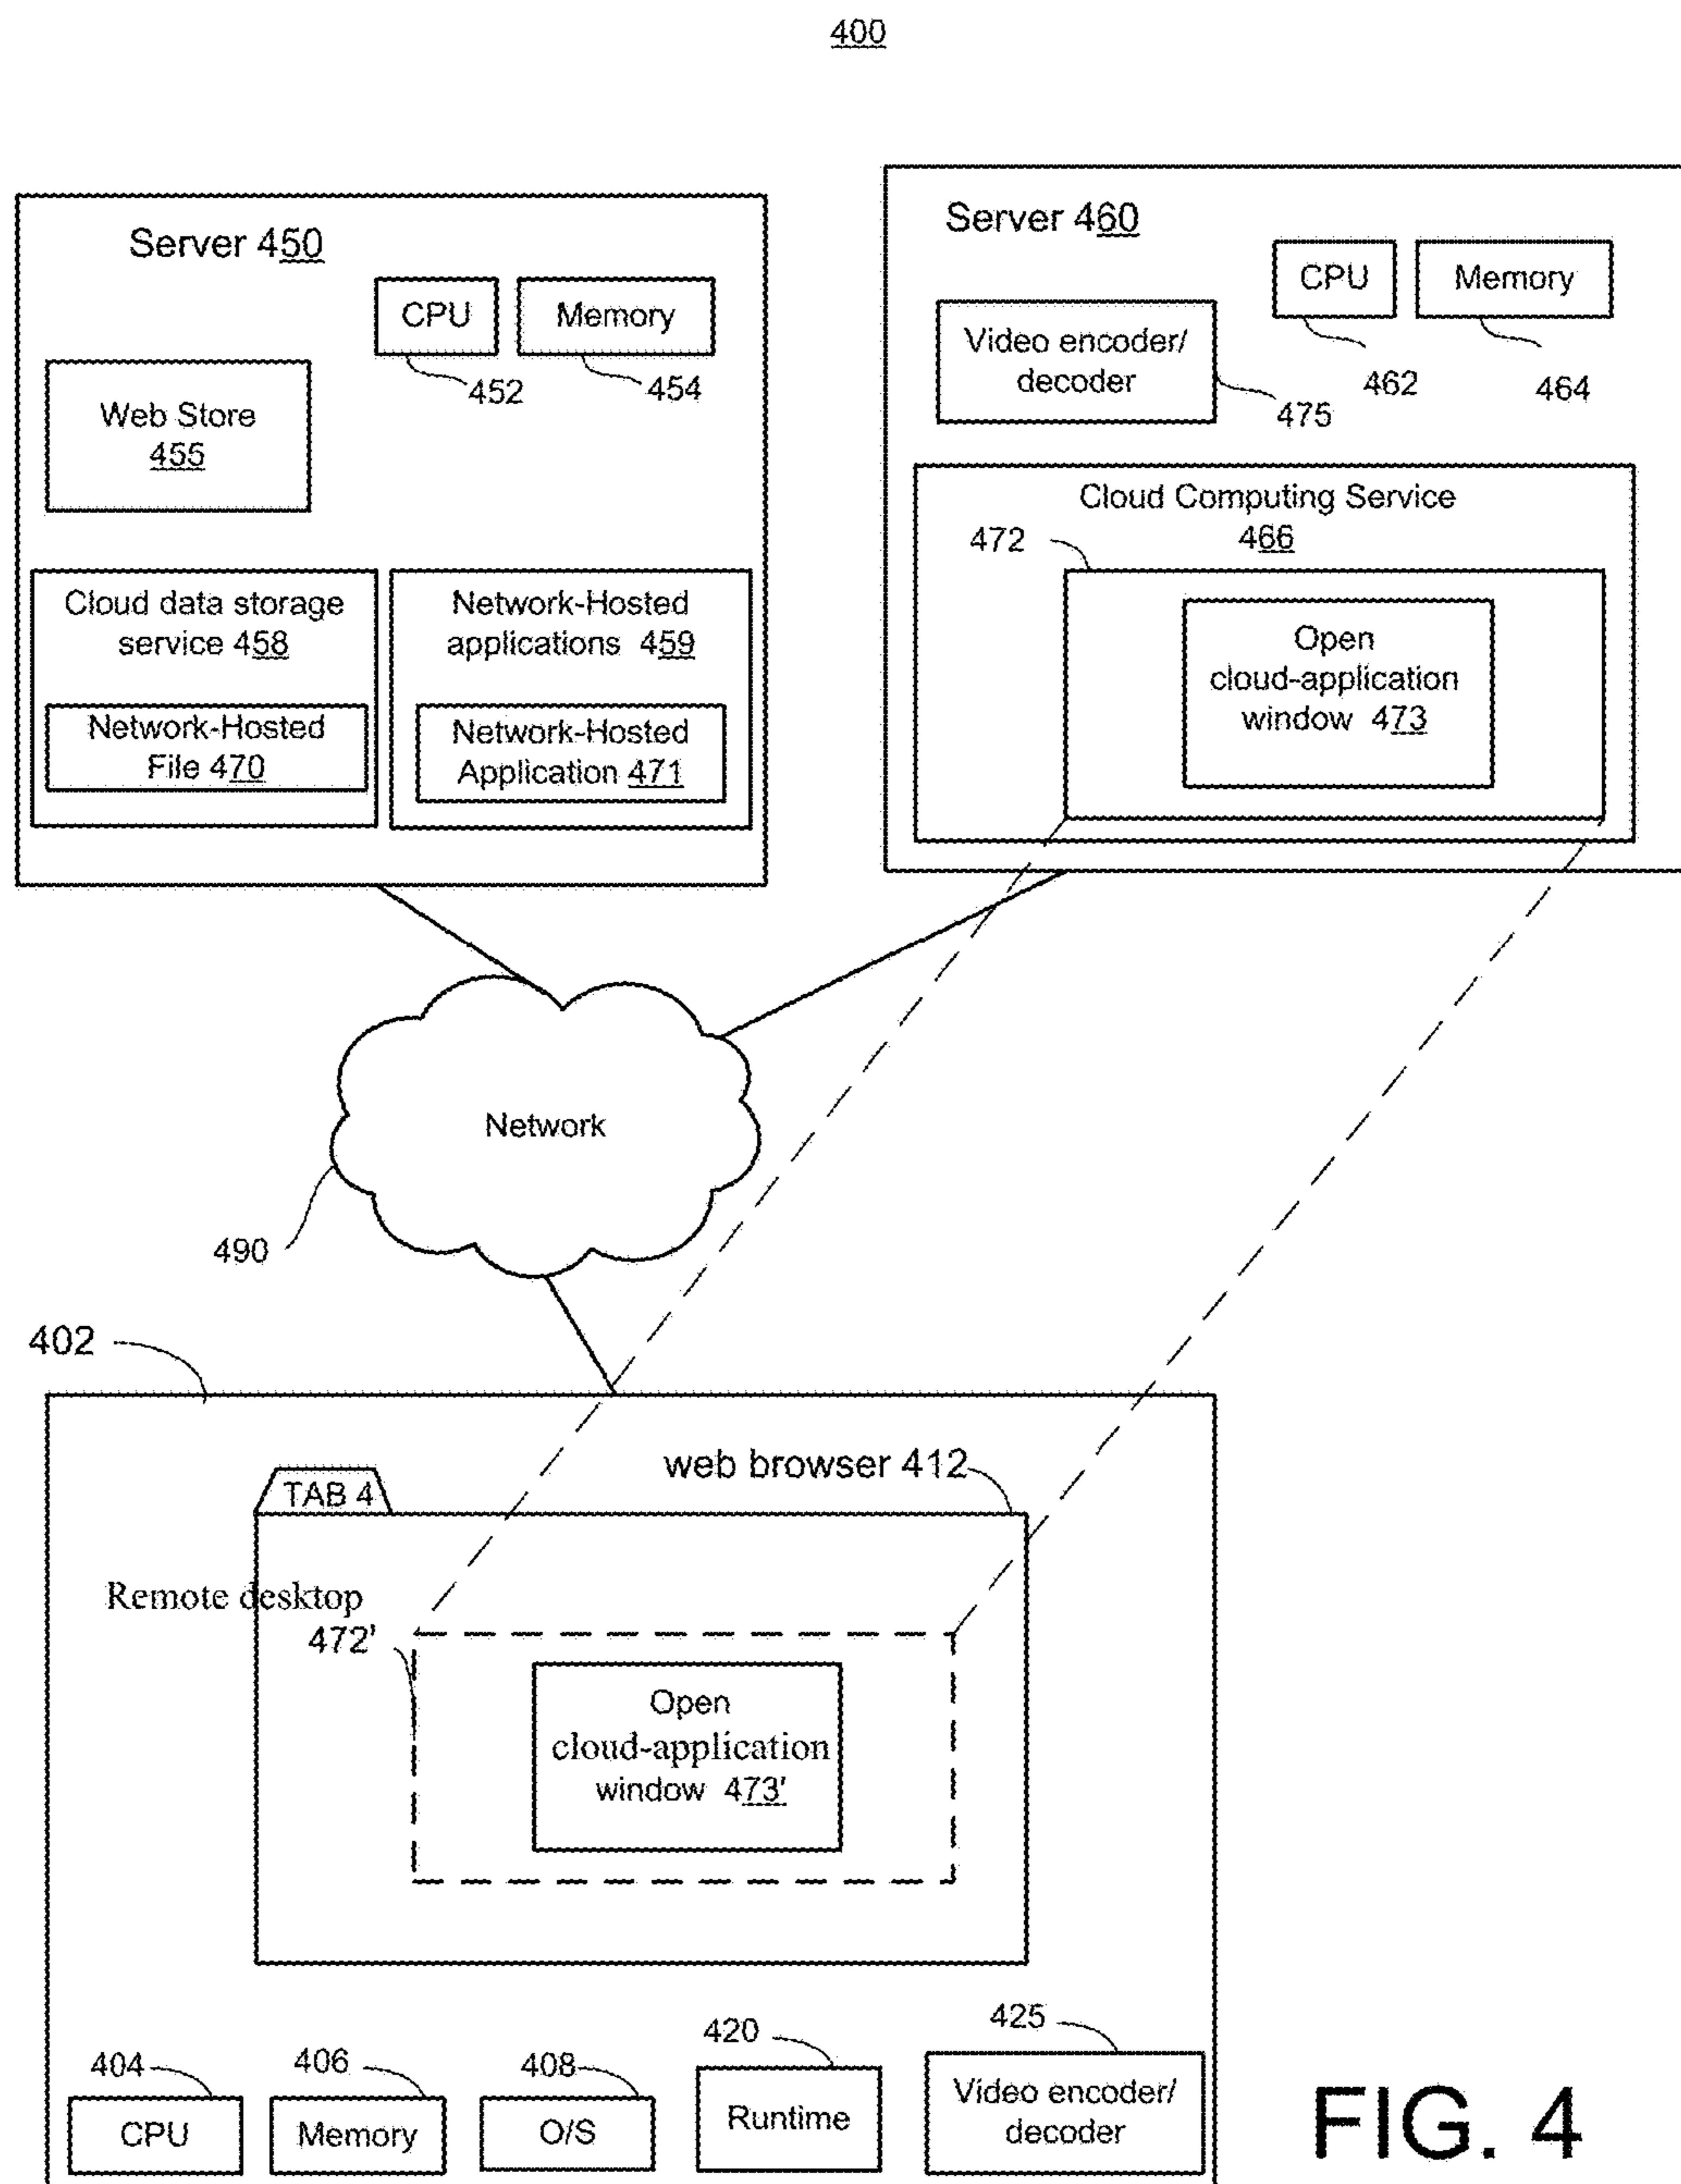 400
Server 450
CPU
Memory
452
454
Web Store
455
Cloud data storage
service 458
Network-Hosted
File 470
Network-Hosted
applications 459
Network-Hosted
Application 471
Server 460
CPU
Memory
462
464
Video encoder/
decoder
475
Cloud Computing Service
466
472
Open
cloud-application
window 473
Network
490
402
web browser 412
TAB 4
Remote desktop
472'
Open
cloud-application
window 473'
404
CPU
406
Memory
408
O/S
420
Runtime
425
Video encoder/
decoder
FIG. 4